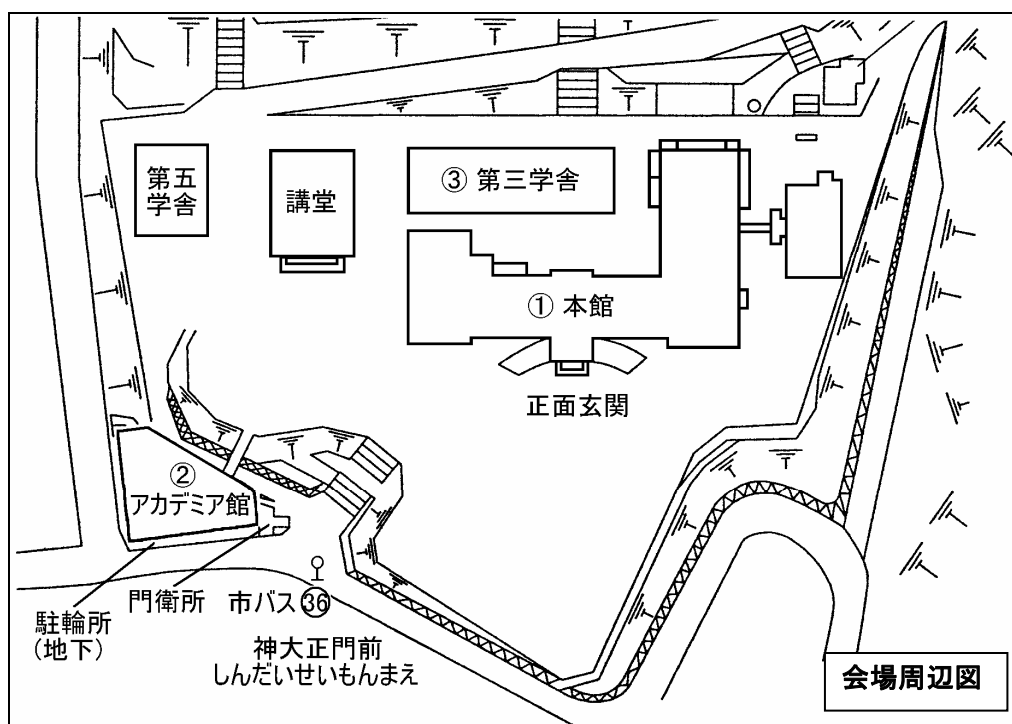 第五
学舎
講堂
③ 第三学舎
① 本館
正面玄関
②
アカデミア館
門衛所
駐輪所
(地下)
市バス㊱
神大正門前
しんだいせいもんまえ
会場周辺図